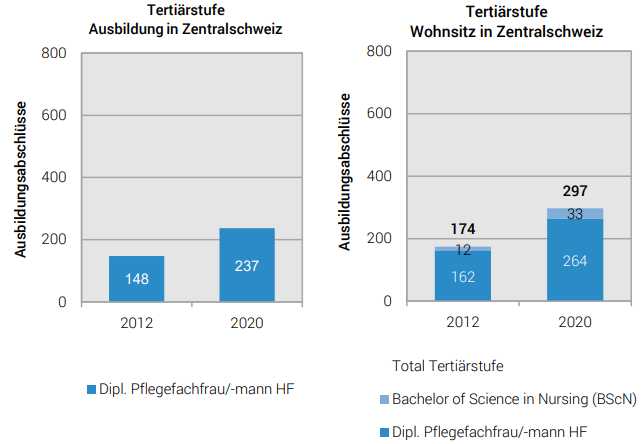 Tertiärstufe
Ausbildung in Zentralschweiz
Ausbildungsabschlüsse
800
600
400
200
0
148
237
2012
2020
Dipl. Pflegefachfrau/-mann HF
Tertiärstufe
Wohnsitz in Zentralschweiz
Ausbildungsabschlüsse
800
600
400
200
0
174
12
162
297
33
264
2012
2020
Total Tertiärstufe
Bachelor of Science in Nursing (BScN)
Dipl. Pflegefachfrau/-mann HF